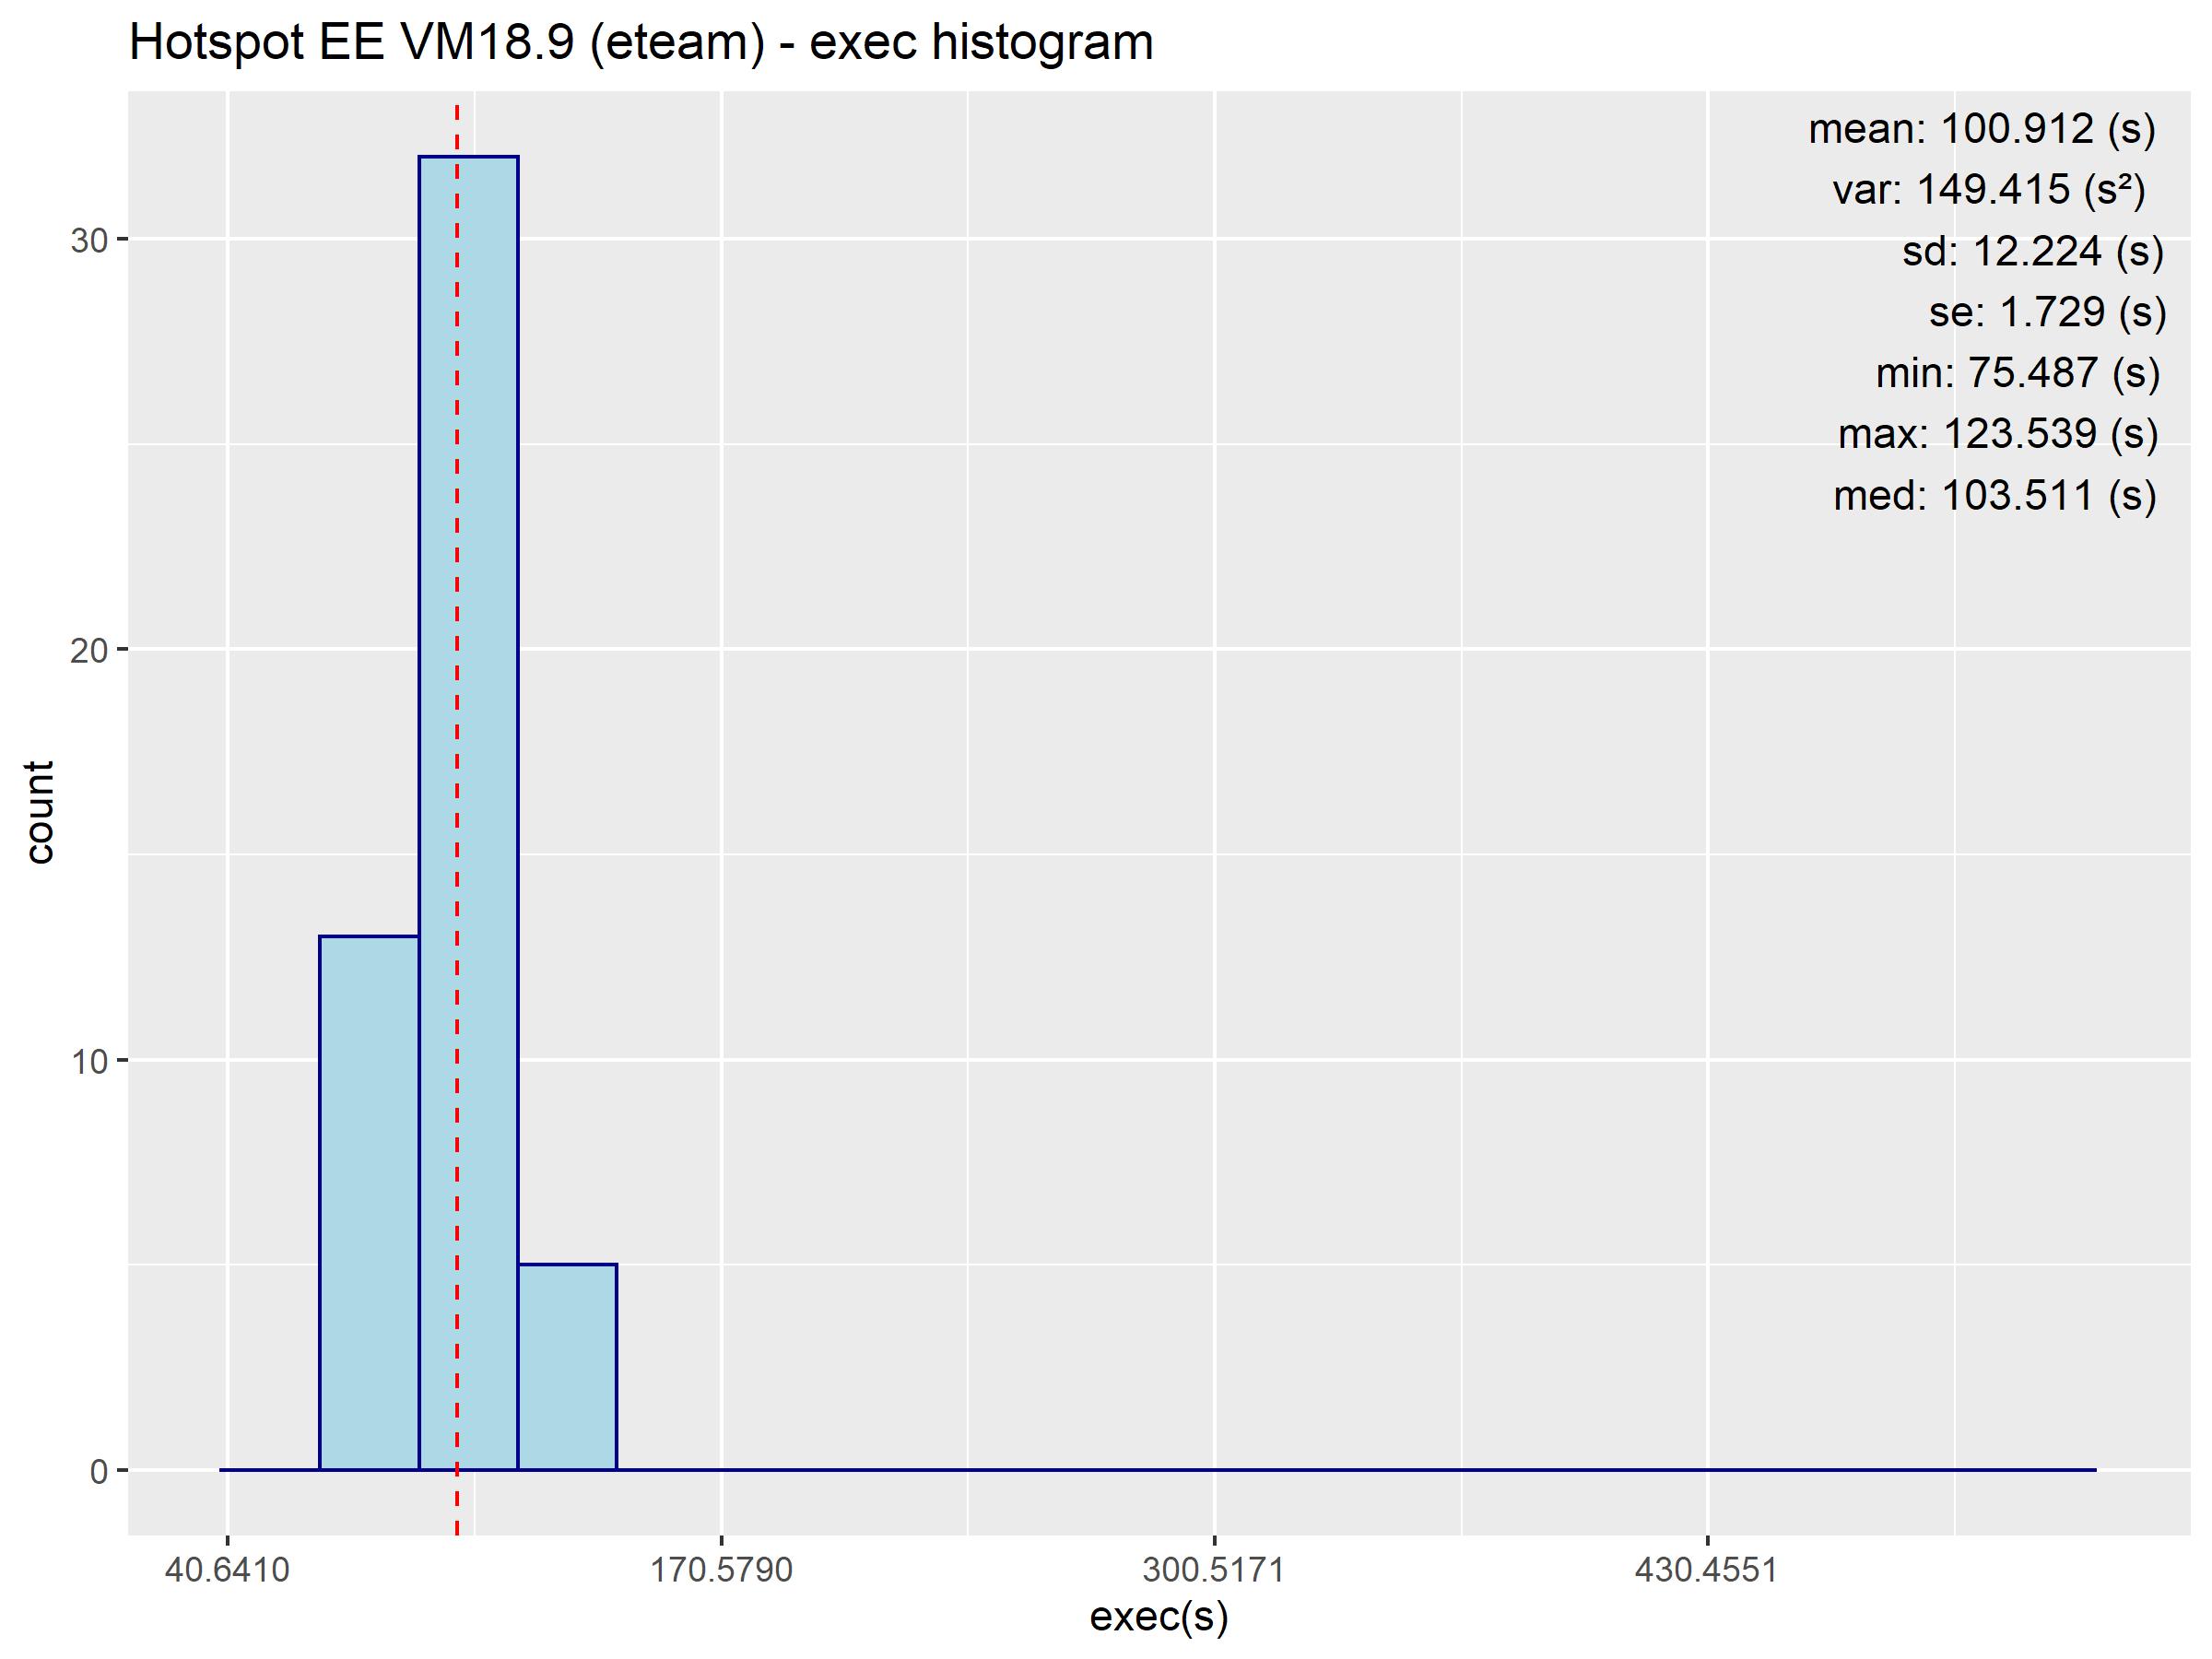 Hotspot EE VM18.9 (eteam) - exec histogram
mean: 100.912 (s)
var: 149.415 (s²)
sd: 12.224 (s)
se: 1.729 (s)
min: 75.487 (s)
max: 123.539 (s)
med: 103.511 (s)
30
20
10
0
count
40.6410 170.5790 300.5171 430.4551
exec(s)